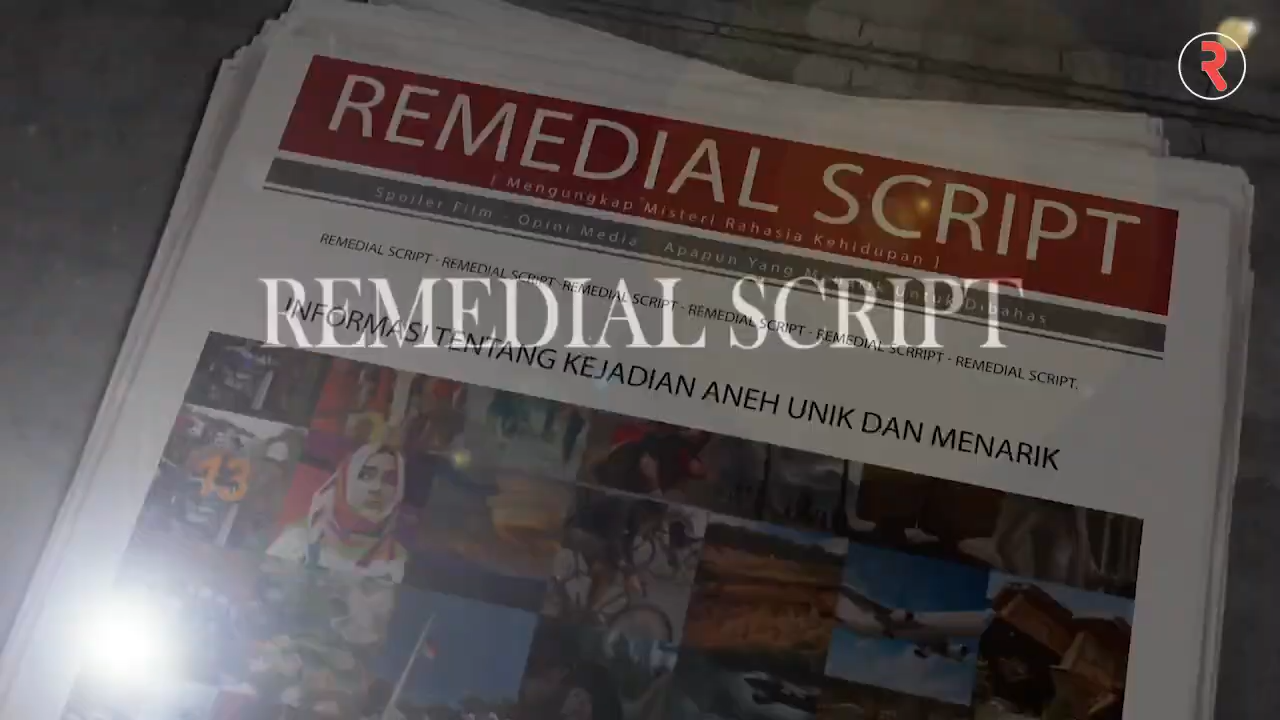 REMEDIAL SCRIPT
[ Mengungkap Misteri Rahasia Kehidupan ]
Spoiler Film - Opini Media - Apapun Yang Menarik Untuk Dibahas
REMEDIAL SCRIPT - REMEDIAL SCRIPT - REMEDIAL SCRIPT - REMEDIAL SCRIPT - REMEDIAL SCRRIPT - REMEDIAL SCRIPT.
REMEDIAL SCRIPT
INFORMASI TENTANG KEJADIAN ANEH UNIK DAN MENARIK
13
R